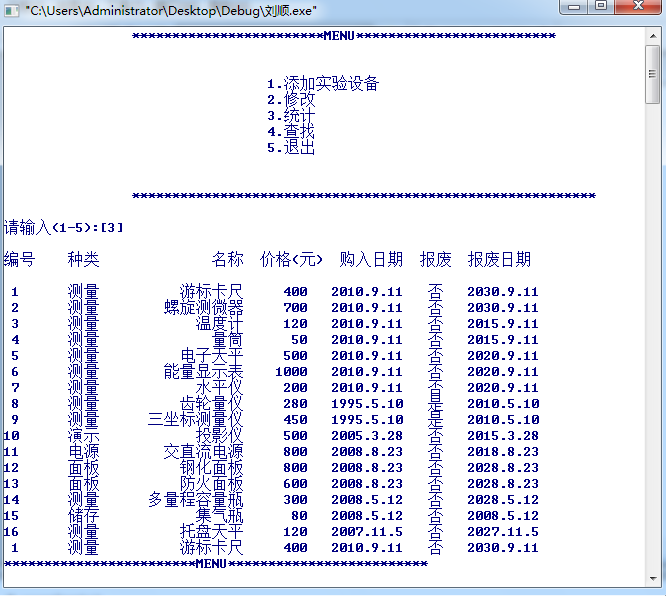 "C:\Users\Administrator\Desktop\Debug\刘顺.exe"
************************MENU*************************
1.添加实验设备
2.修改
3.统计
4.查找
5.退出
**********************************************************
请输入(1-5):[3]
编号 种类 名称 价格(元) 购入日期 报废 报废日期
1 测量 游标卡尺 400 2010.9.11 否 2030.9.11
2 测量 螺旋测微器 700 2010.9.11 否 2030.9.11
3 测量 温度计 120 2010.9.11 否 2015.9.11
4 测量 量筒 50 2010.9.11 否 2015.9.11
5 测量 电子天平 500 2010.9.11 否 2020.9.11
6 测量 能量显示表 1000 2010.9.11 否 2020.9.11
7 测量 水平仪 200 2010.9.11 否 2020.9.11
8 测量 齿轮量仪 280 1995.5.10 是 2010.5.10
9 测量 三坐标测量仪 450 1995.5.10 是 2010.5.10
10 演示 投影仪 500 2005.3.28 否 2015.3.28
11 电源 交直流电源 800 2008.8.23 否 2018.8.23
12 面板 钢化面板 800 2008.8.23 否 2028.8.23
13 面板 防火面板 600 2008.8.23 否 2028.8.23
14 测量 多量程容量瓶 300 2008.5.12 否 2028.5.12
15 储存 集气瓶 80 2008.5.12 否 2008.5.12
16 测量 托盘天平 120 2007.11.5 否 2027.11.5
1 测量 游标卡尺 400 2010.9.11 否 2030.9.11
************************MENU*************************